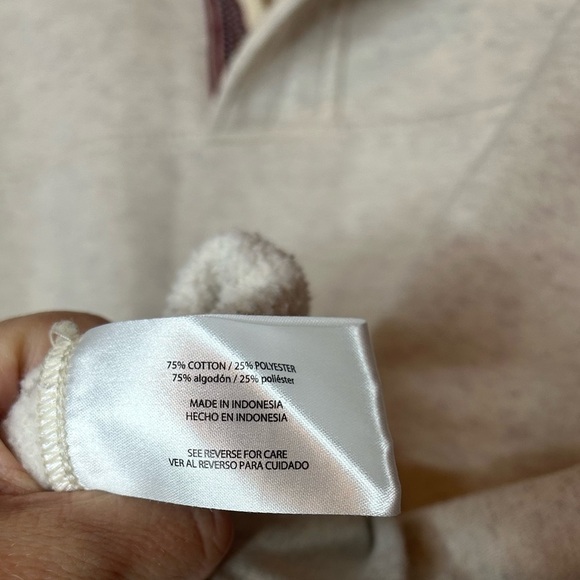 75% COTTON / 25% POLYESTER
75% algodón / 25% poliéster
MADE IN INDONESIA
HECHO EN INDONESIA
SEE REVERSE FOR CARE
VER AL REVERSO PARA CUIDADO